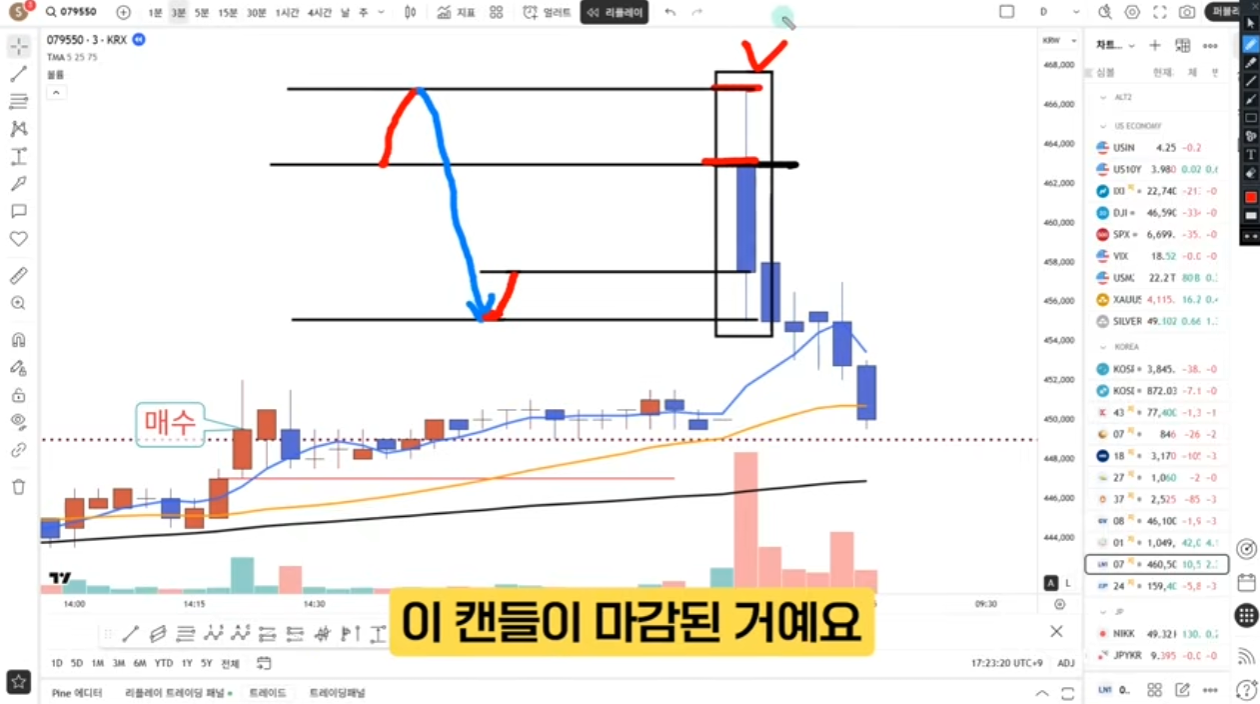 S 3 079550 1분 3분 5분 15분 30분 1시간 4시간 날 주 지표 얼러트 리플레이 D 퍼블리
079550 · 3 · KRX
TMA 5 25 75
볼륨
KRW
468,000
466,000
464,000
462,000
460,000
458,000
456,000
454,000
452,000
450,000
448,000
446,000
444,000
매수
A L
14:00 14:15 14:30 09:30
이 캔들이 마감된 거예요
1D 5D 1M 3M 6M YTD 1Y 5Y 전체 17:23:20 UTC+9 ADJ
Pine 에디터 리플레이 트레이딩 패널 트레이드 트레이딩패널
차트...
심볼 현재. 체 변
ALT2
US ECONOMY
USIN 4.25 -0.2
US10Y 3.980 0.02 0.6
IXI 22,740 -0
DJI 46,590 -0
SPX 6,699. -35. -0
VIX 18.52 -0.0 -0
22.2T 80B
XAUUS 4,115. 16.2 0.4
SILVER 49.102 0.66 1.
KOREA
KOSI 3,845. -38. -0
KOSI 872.03 -7.1 -0
43 77,400 -1,3 -1
07 846 -26 -2
18 3,170 -3
27 1,060 -2 -0
37 2,525 -85 -3
08 46,100 -1,9 -3
01 1,049, 42,0 4.
07 460,50 10,5 2.
24 159,40 -5,8 -3
JP
NIKK 49.321 130. 0.2
JPYKR 9.395 -0.0 -0
T